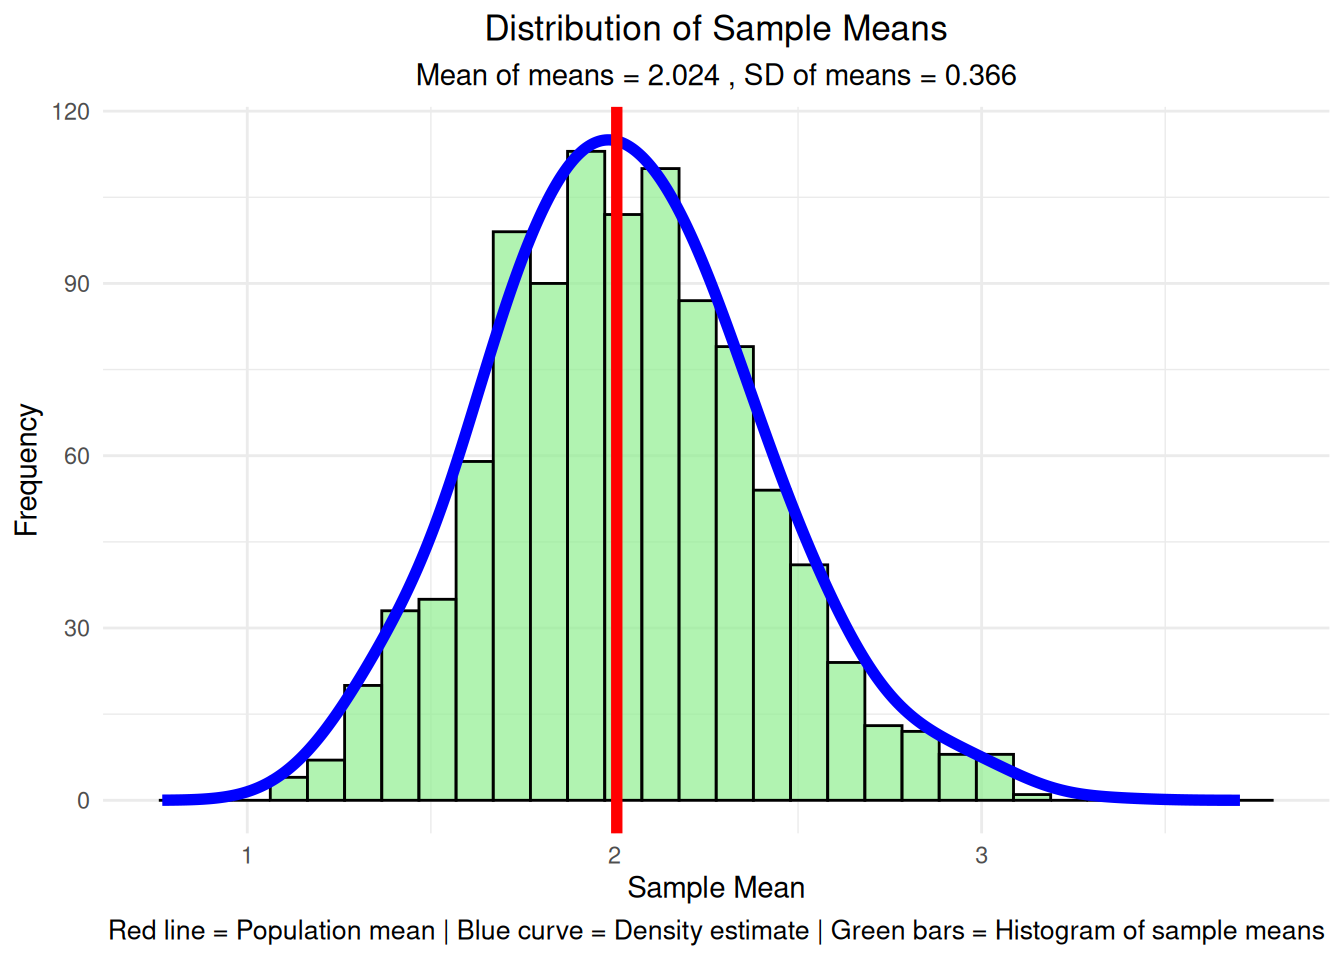 Distribution of Sample Means
Mean of means = 2.024 , SD of means = 0.366
120
90
60
30
0
Frequency
1 2 3
Sample Mean
Red line = Population mean | Blue curve = Density estimate | Green bars = Histogram of sample means